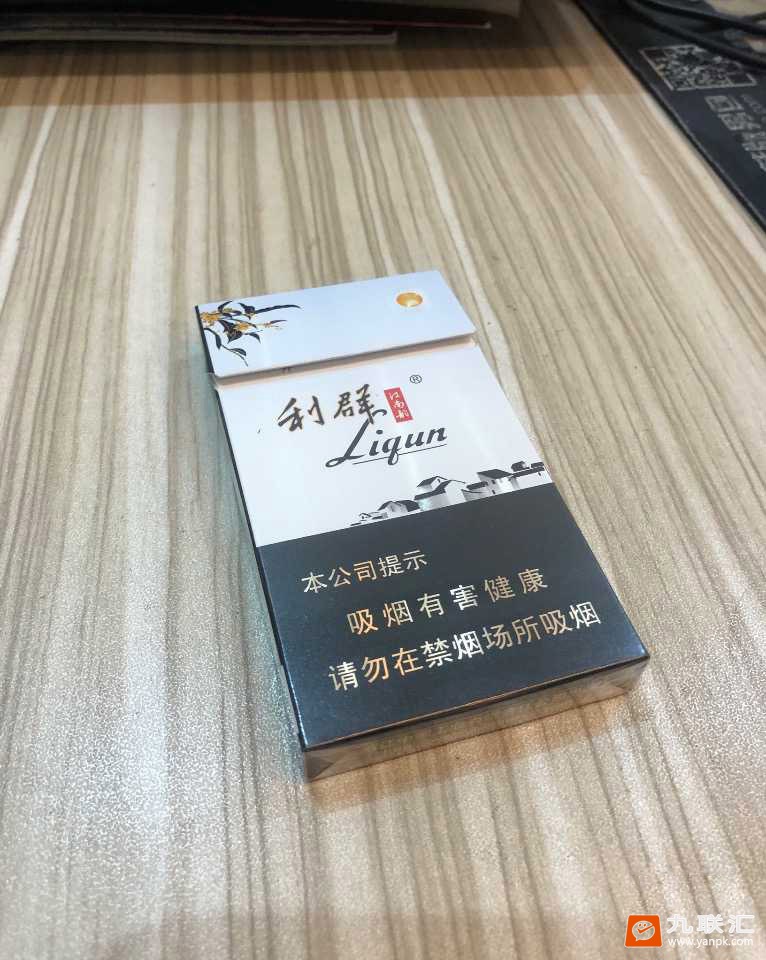 利群
®
江南韵
Liqun
本公司提示
吸烟有害健康
请勿在禁烟场所吸烟
九联汇
www.yanpk.com